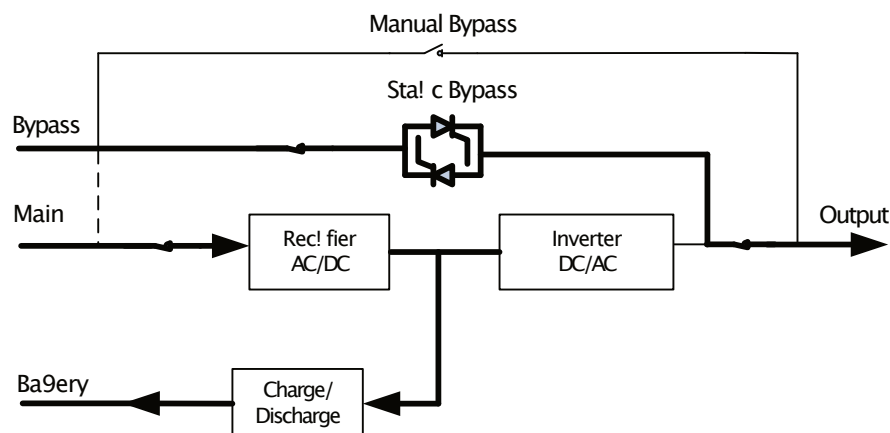 Manual Bypass
Sta! c Bypass
Bypass
Main
Rec! fier
AC/DC
Inverter
DC/AC
Output
Ba9ery
Charge/
Discharge